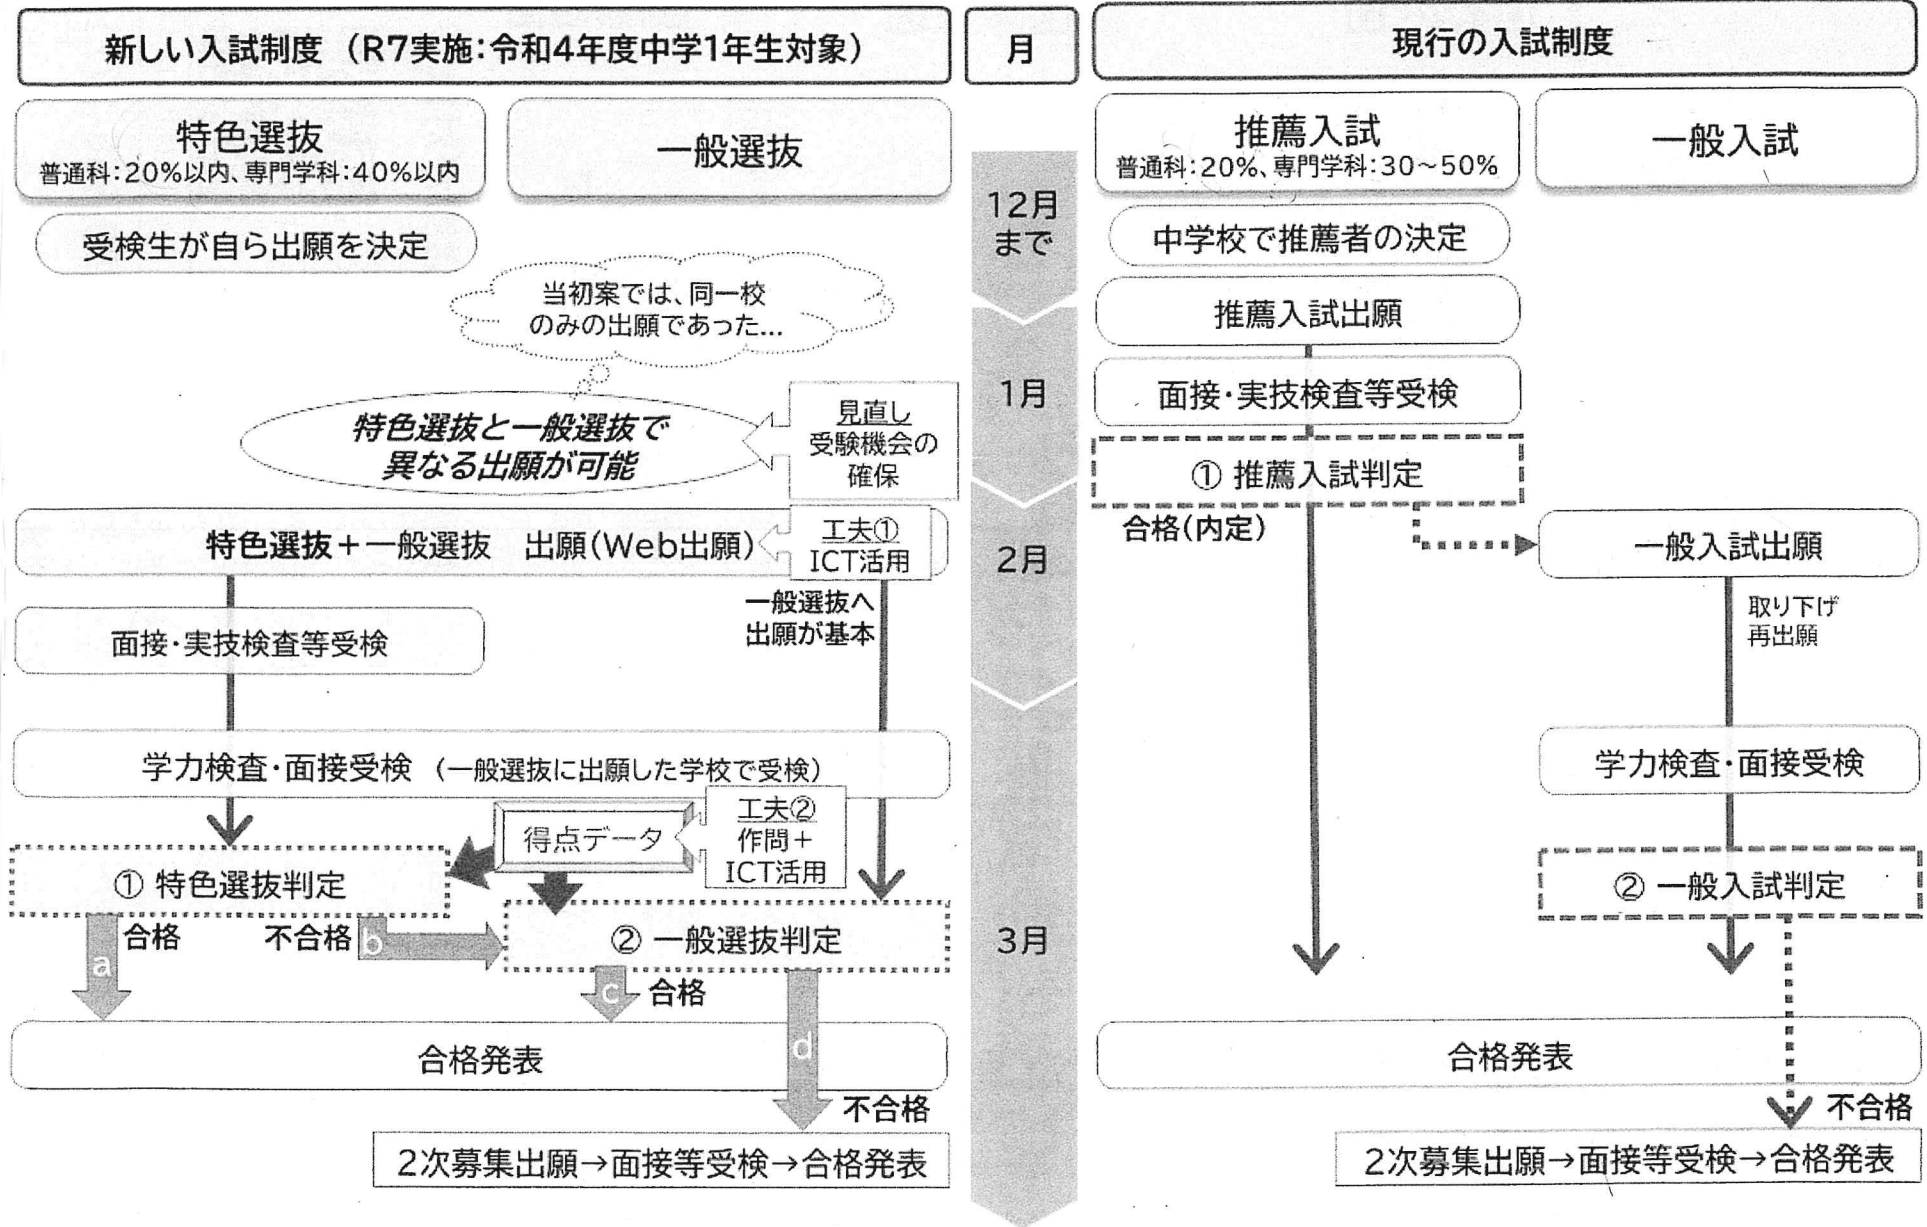 新しい入試制度（R7実施：令和4年度中学1年生対象）
特色選抜
普通科：20％以内、専門学科：40％以内
一般選抜
受検生が自ら出願を決定
当初案では、同一校
のみの出願であった…
特色選抜と一般選抜で
異なる出願が可能
見直し
受験機会の
確保
特色選抜＋一般選抜　出願（Web出願）
工夫①
ICT活用
一般選抜へ
出願が基本
面接・実技検査等受検
学力検査・面接受検 （一般選抜に出願した学校で受検）
得点データ
工夫②
作問＋
ICT活用
① 特色選抜判定
a
合格
不合格
b
② 一般選抜判定
c
合格
d
合格発表
不合格
2次募集出願→面接等受検→合格発表
月
12月
まで
1月
2月
3月
現行の入試制度
推薦入試
普通科：20％、専門学科：30～50％
一般入試
中学校で推薦者の決定
推薦入試出願
面接・実技検査等受検
① 推薦入試判定
合格（内定）
一般入試出願
取り下げ
再出願
学力検査・面接受検
② 一般入試判定
合格発表
不合格
2次募集出願→面接等受検→合格発表